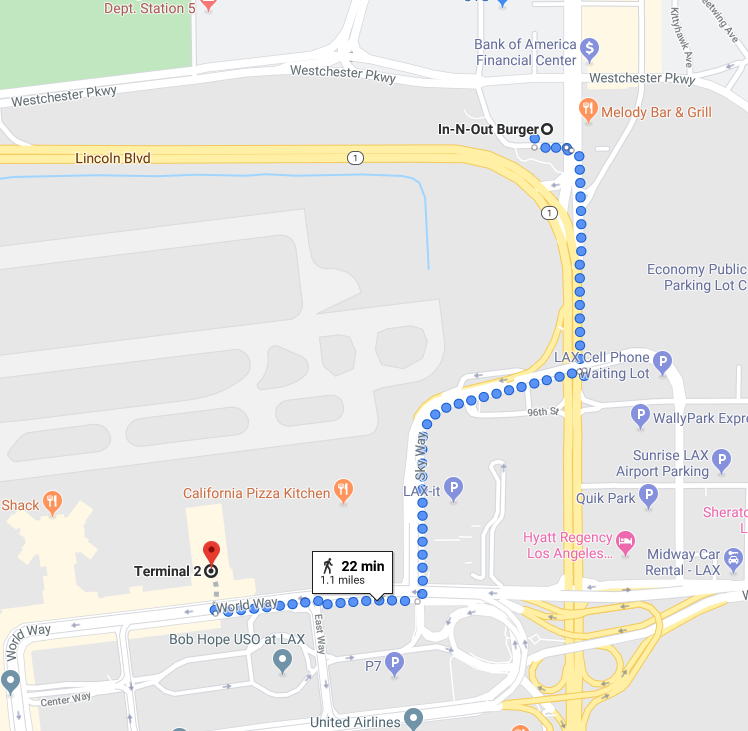 Dept. Station 5
Kittyhawk Ave
Bank of America
Financial Center
Westchester Pkwy
Westchester Pkwy
Westchester Pkwy
Melody Bar & Grill
In-N-Out Burger
Lincoln Blvd
1
1
Economy Public
Parking Lot C
LAX Cell Phone
Waiting Lot
P
96th St
P
WallyPark Expre
Sky Way
Sunrise LAX
Airport Parking
P
California Pizza Kitchen
LAX-it
P
Quik Park
P
Shack
Sherato
L
Hyatt Regency
Los Angeles...
Midway Car
Rental - LAX
22 min
1.1 miles
Terminal 2
World Way
W
World Way
East Way
Bob Hope USO at LAX
P7
P
Center Way
United Airlines